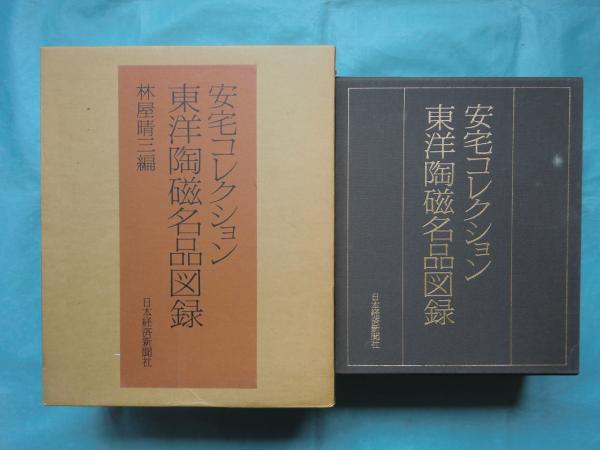 安宅コレクション
東洋陶磁名品図録
林屋晴三編
日本経済新聞社
安宅コレクション
東洋陶磁名品図録
日本経済新聞社